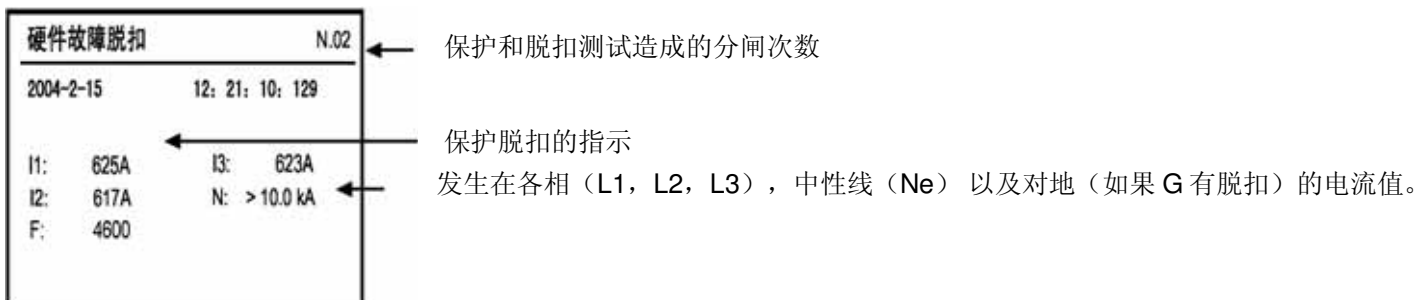 硬件故障脱扣 N.02
保护和脱扣测试造成的分闸次数
2004-2-15 12：21：10：129
保护脱扣的指示
I1: 625A I3: 623A
发生在各相（L1，L2，L3），中性线（Ne） 以及对地（如果 G 有脱扣）的电流值。
I2: 617A N: > 10.0 kA
F: 4600